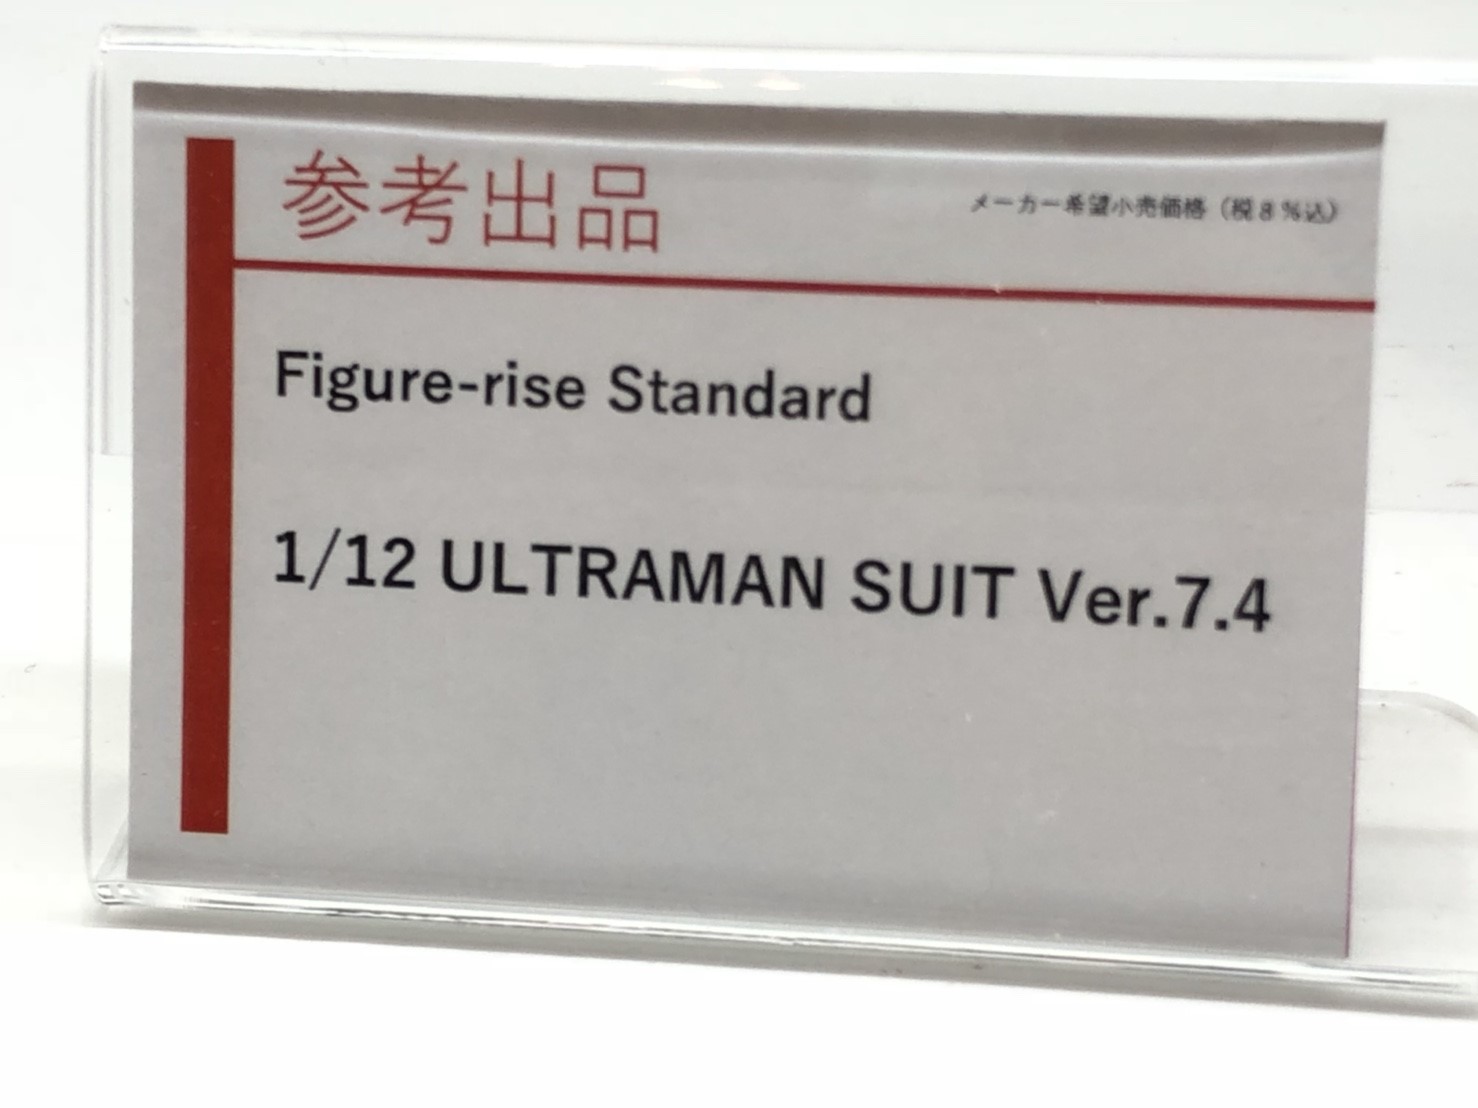 参考出品
メーカー希望小売価格（税８％込）
Figure-rise Standard
1/12 ULTRAMAN SUIT Ver.7.4